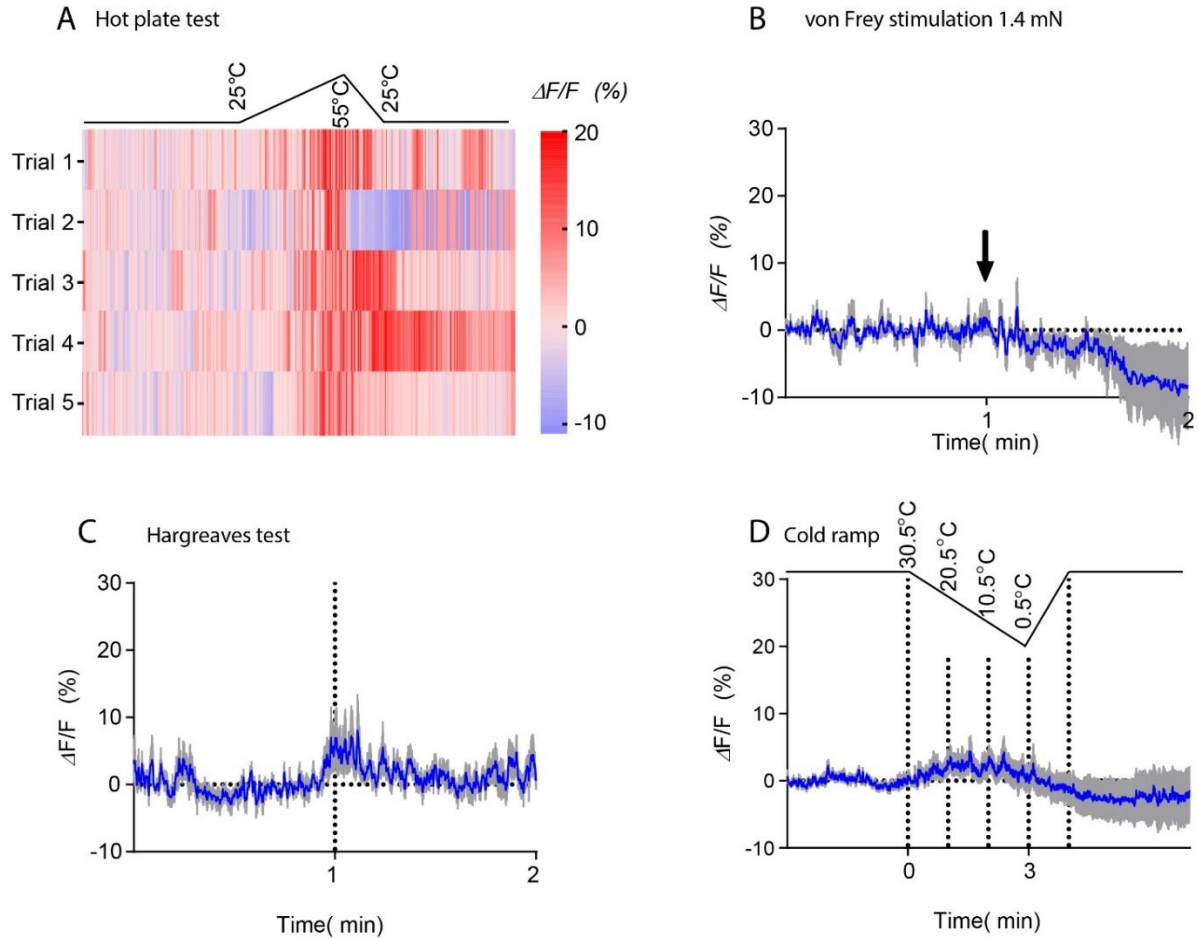 A Hot plate test
25°C
55°C
25°C
ΔF/F (%)
20
10
0
-10
Trial 1
Trial 2
Trial 3
Trial 4
Trial 5
B von Frey stimulation 1.4 mN
ΔF/F (%)
30
20
10
0
-10
1
2
Time( min)
C Hargreaves test
ΔF/F (%)
30
20
10
0
-10
1
2
Time( min)
D Cold ramp
30.5°C
20.5°C
10.5°C
0.5°C
ΔF/F (%)
30
20
10
0
-10
0
3
Time( min)